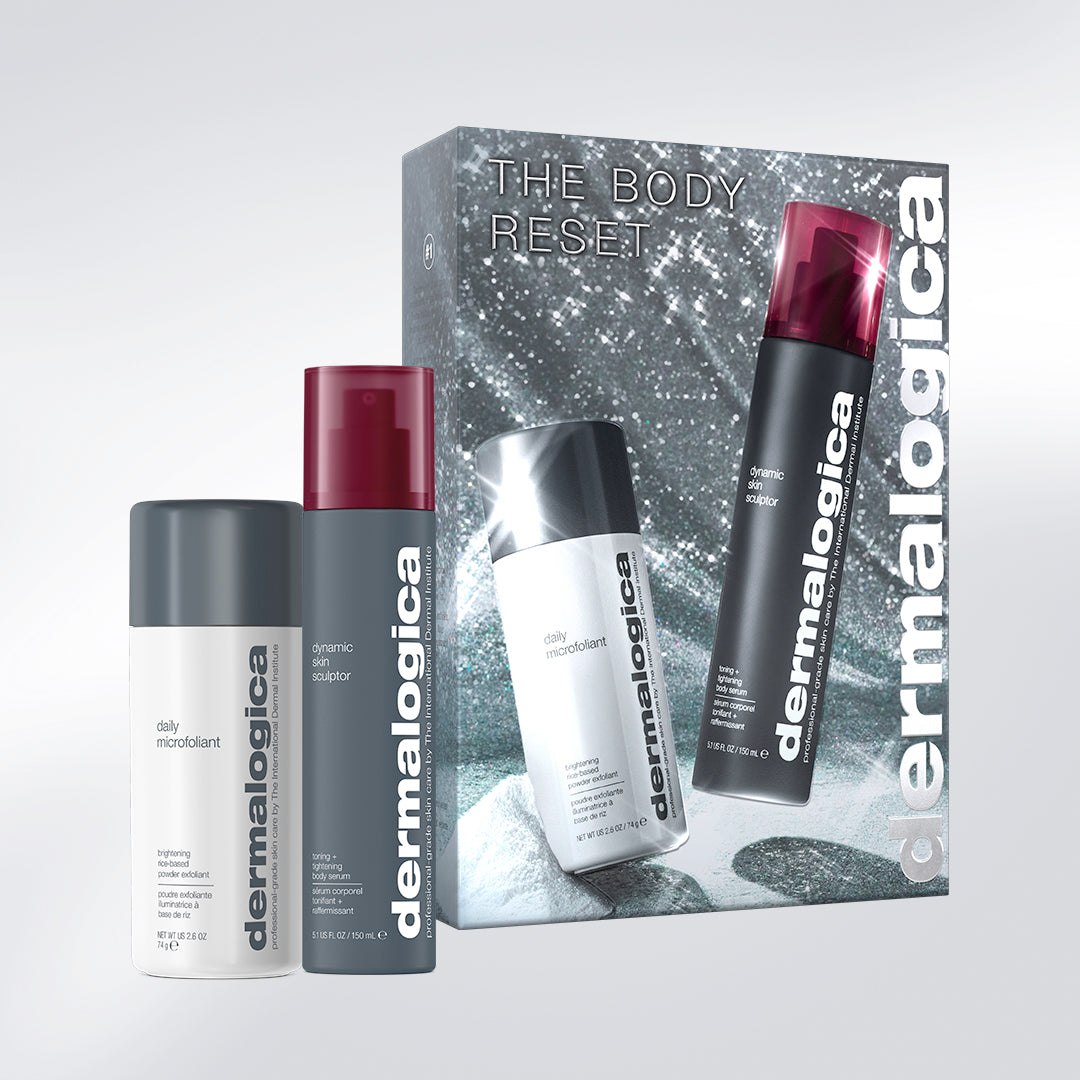 THE BODY
RESET
#1
dermalogica
daily
microfoliant
brightening
rice-based
powder exfoliant
poudre exfoliante
illuminatrice à
base de riz
NET WT US 2.6 OZ / 74 g e
dermalogica
professional-grade skin care by The International Dermal Institute
dynamic
skin
sculptor
toning +
tightening
body serum
sérum corporel
tonifiant +
raffermissant
5.1 US FL OZ / 150 mL e
dermalogica
professional-grade skin care by The International Dermal Institute
daily
microfoliant
brightening
rice-based
powder exfoliant
poudre exfoliante
illuminatrice à
base de riz
NET WT US 2.6 OZ
74 g e
dermalogica
professional-grade skin care by The International Dermal Institute
dynamic
skin
sculptor
toning +
tightening
body serum
sérum corporel
tonifiant +
raffermissant
5.1 US FL OZ / 150 mL e
dermalogica
professional-grade skin care by The International Dermal Institute